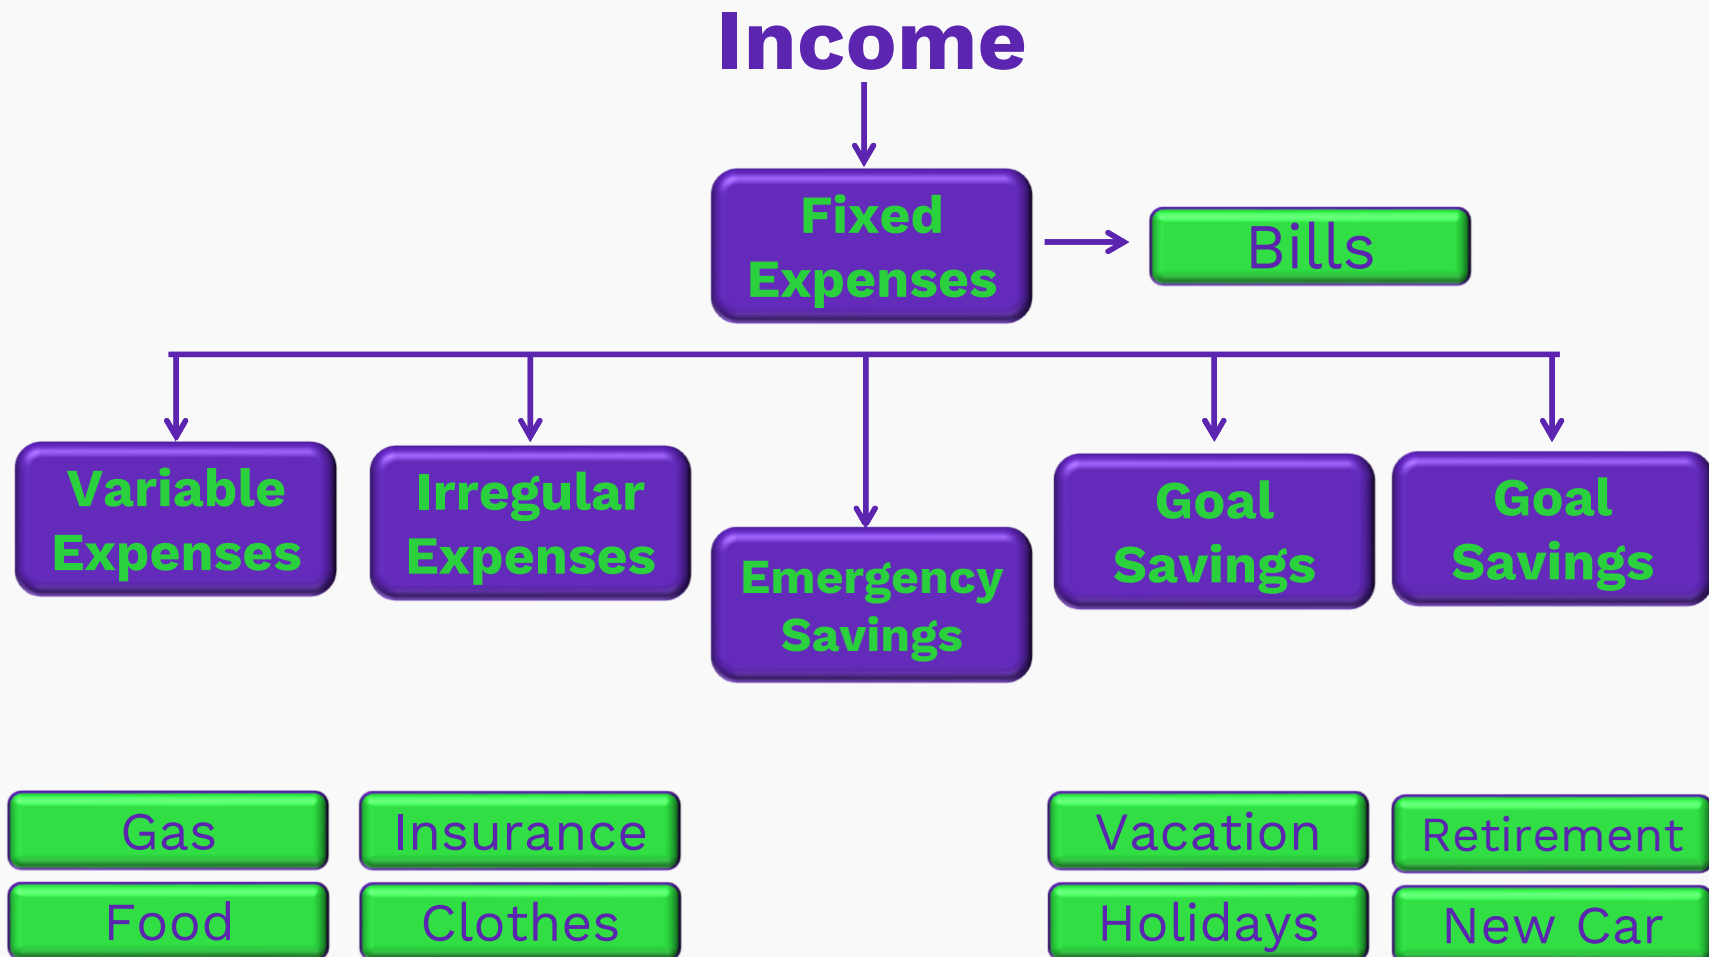 Income
Fixed
Expenses
Bills
Variable
Expenses
Irregular
Expenses
Emergency
Savings
Goal
Savings
Goal
Savings
Gas
Insurance
Vacation
Retirement
Food
Clothes
Holidays
New Car